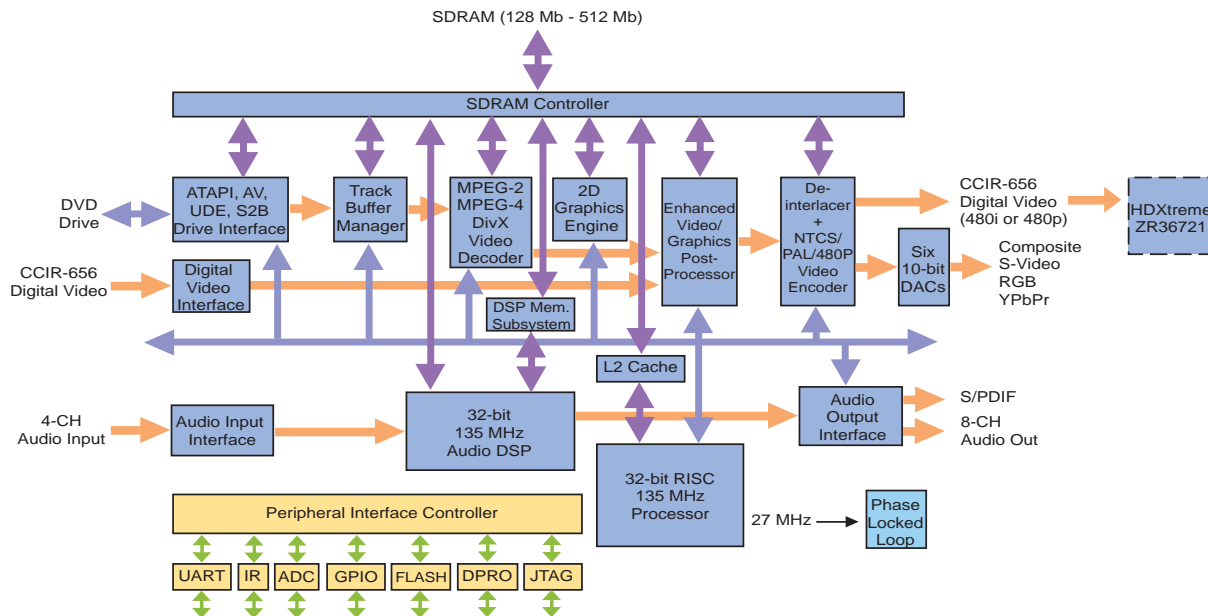 SDRAM (128 Mb - 512 Mb)
SDRAM Controller
DVD
Drive
ATAPI, AV,
UDE, S2B
Drive Interface
Track
Buffer
Manager
MPEG-2
MPEG-4
DivX
Video
Decoder
2D
Graphics
Engine
Enhanced
Video/
Graphics
Post-
Processor
De-
interlacer
+
NTCS/
PAL/480P
Video
Encoder
CCIR-656
Digital Video
(480i or 480p)
HDXtreme
ZR36721
Six
10-bit
DACs
Composite
S-Video
RGB
YPbPr
CCIR-656
Digital Video
Digital
Video
Interface
DSP Mem.
Subsystem
L2 Cache
4-CH
Audio Input
Audio Input
Interface
32-bit
135 MHz
Audio DSP
Audio
Output
Interface
S/PDIF
8-CH
Audio Out
32-bit RISC
135 MHz
Processor
27 MHz
Phase
Locked
Loop
Peripheral Interface Controller
UART
IR
ADC
GPIO
FLASH
DPRO
JTAG